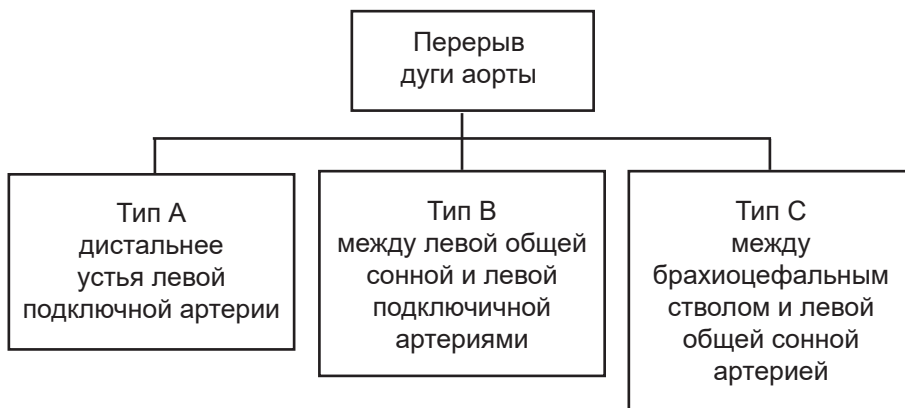 Перерыв
дуги аорты
Тип А
дистальнее
устья левой
подключной артерии
Тип В
между левой общей
сонной и левой
подключичной
артериями
Тип С
между
брахиоцефальным
стволом и левой
общей сонной
артерией